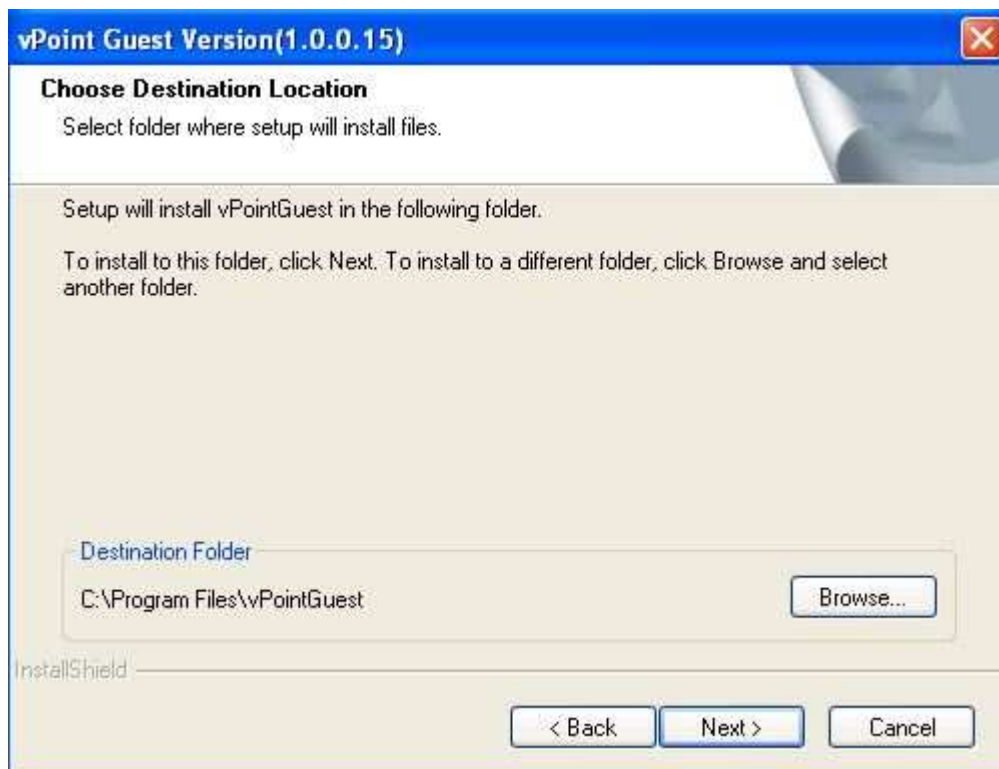 vPoint Guest Version(1.0.0.15)
Choose Destination Location
Select folder where setup will install files.
Setup will install vPointGuest in the following folder.
To install to this folder, click Next. To install to a different folder, click Browse and select
another folder.
Destination Folder
C:\Program Files\vPointGuest
Browse...
InstallShield
< Back
Next >
Cancel